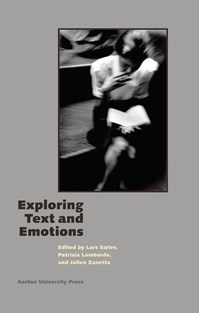 Exploring
Text and
Emotions
Edited by Lars Sætre,
Patrizia Lombardo,
and Julien Zanetta
Aarhus University Press